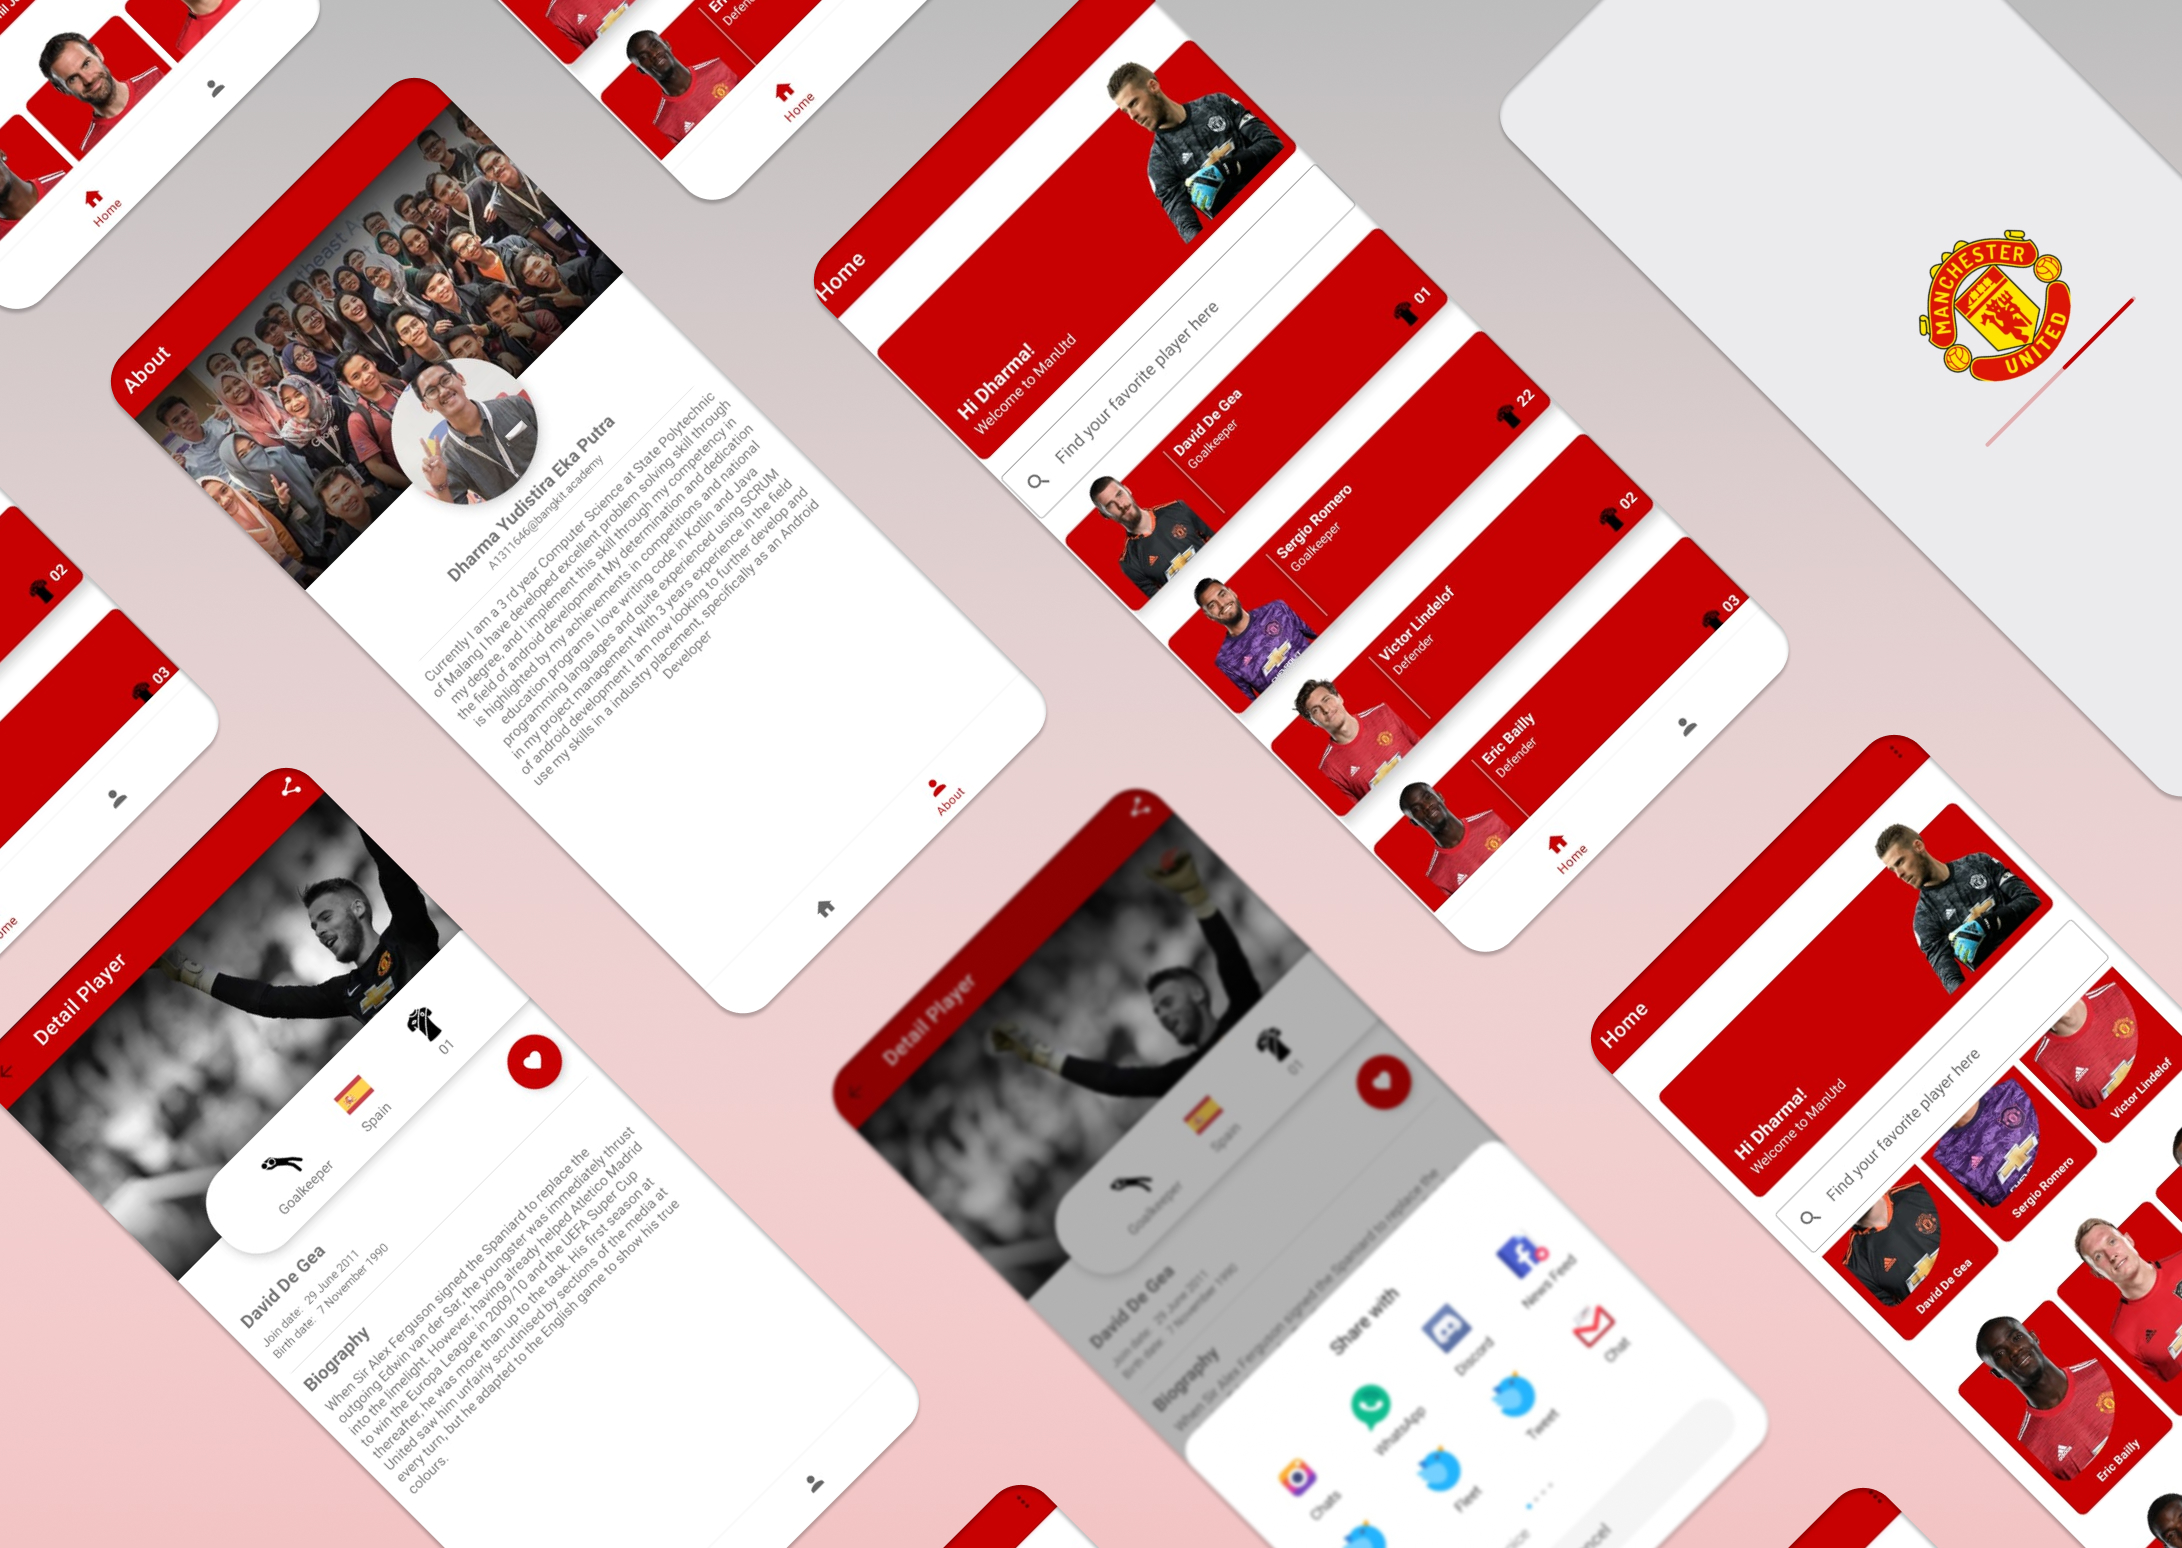 Home
Home
About
Dharma Yudistira Eka Putra
A1311646@bangkit.academy
Currently I am a 3 rd year Computer Science at State Polytechnic
of Malang I have developed excellent problem solving skill through
my degree, and I implement this skill through my competency in
the field of android development My determination and dedication
is highlighted by my achievements in competitions and national
education programs I love writing code in Kotlin and Java
programming languages and quite experienced using SCRUM
in my project management With 3 years experience in the field
of android development I am now looking to further develop and
use my skills in a industry placement, specifically as an Android
Developer
About
Home
Hi Dharma!
Welcome to ManUtd
Find your favorite player here
David De Gea
Goalkeeper
01
Sergio Romero
Goalkeeper
22
Victor Lindelof
Defender
02
Eric Bailly
Defender
03
Home
MANCHESTER
UNITED
02
03
Detail Player
Goalkeeper
Spain
01
David De Gea
Join date: 29 June 2011
Birth date: 7 November 1990
Biography
When Sir Alex Ferguson signed the Spaniard to replace the
outgoing Edwin van der Sar, the youngster was immediately thrust
into the limelight. However, having already helped Atletico Madrid
to win the Europa League in 2009/10 and the UEFA Super Cup
thereafter, he was more than up to the task. His first season at
United saw him unfairly scrutinised by sections of the media at
every turn, but he adapted to the English game to show his true
colours.
Detail Player
Goalkeeper
Spain
01
David De Gea
Join date: 29 June 2011
Birth date: 7 November 1990
Biography
When Sir Alex Ferguson signed the Spaniard to replace the
Share with
Chats
WhatsApp
Discord
News Feed
Fleet
Tweet
Chat
Home
Hi Dharma!
Welcome to ManUtd
Find your favorite player here
David De Gea
Sergio Romero
Victor Lindelof
Eric Bailly